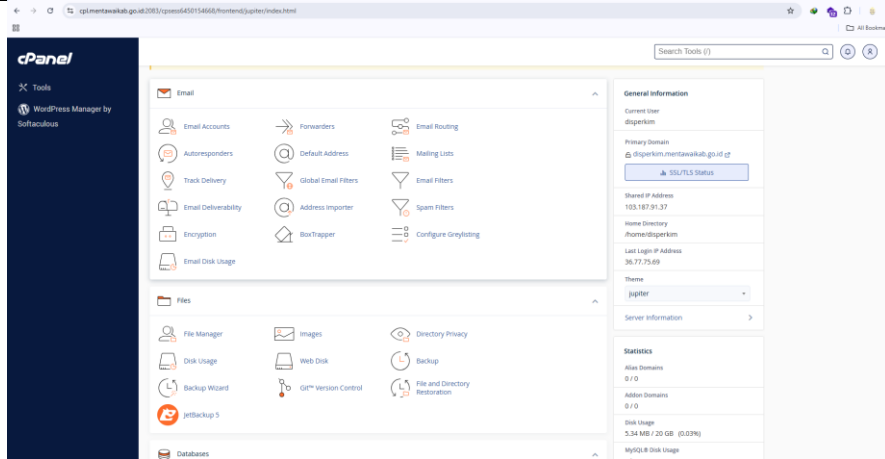 cpl.mentawaikab.go.id:2083/cpsess6450154668/frontend/jupiter/index.html
All Bookma
cPanel
Search Tools (/)
Tools
WordPress Manager by
Softaculous
Email
Email Accounts
Forwarders
Email Routing
Autoresponders
Default Address
Mailing Lists
Track Delivery
Global Email Filters
Email Filters
Email Deliverability
Address Importer
Spam Filters
Encryption
BoxTrapper
Configure Greylisting
Email Disk Usage
Files
File Manager
Images
Directory Privacy
Disk Usage
Web Disk
Backup
Backup Wizard
Git™ Version Control
File and Directory
Restoration
JetBackup 5
Databases
General Information
Current User
disperkim
Primary Domain
disperkim.mentawaikab.go.id
SSL/TLS Status
Shared IP Address
103.187.91.37
Home Directory
/home/disperkim
Last Login IP Address
36.77.75.69
Theme
jupiter
Server Information
Statistics
Alias Domains
0 / 0
Addon Domains
0 / 0
Disk Usage
5.34 MB / 20 GB (0.03%)
MySQL® Disk Usage